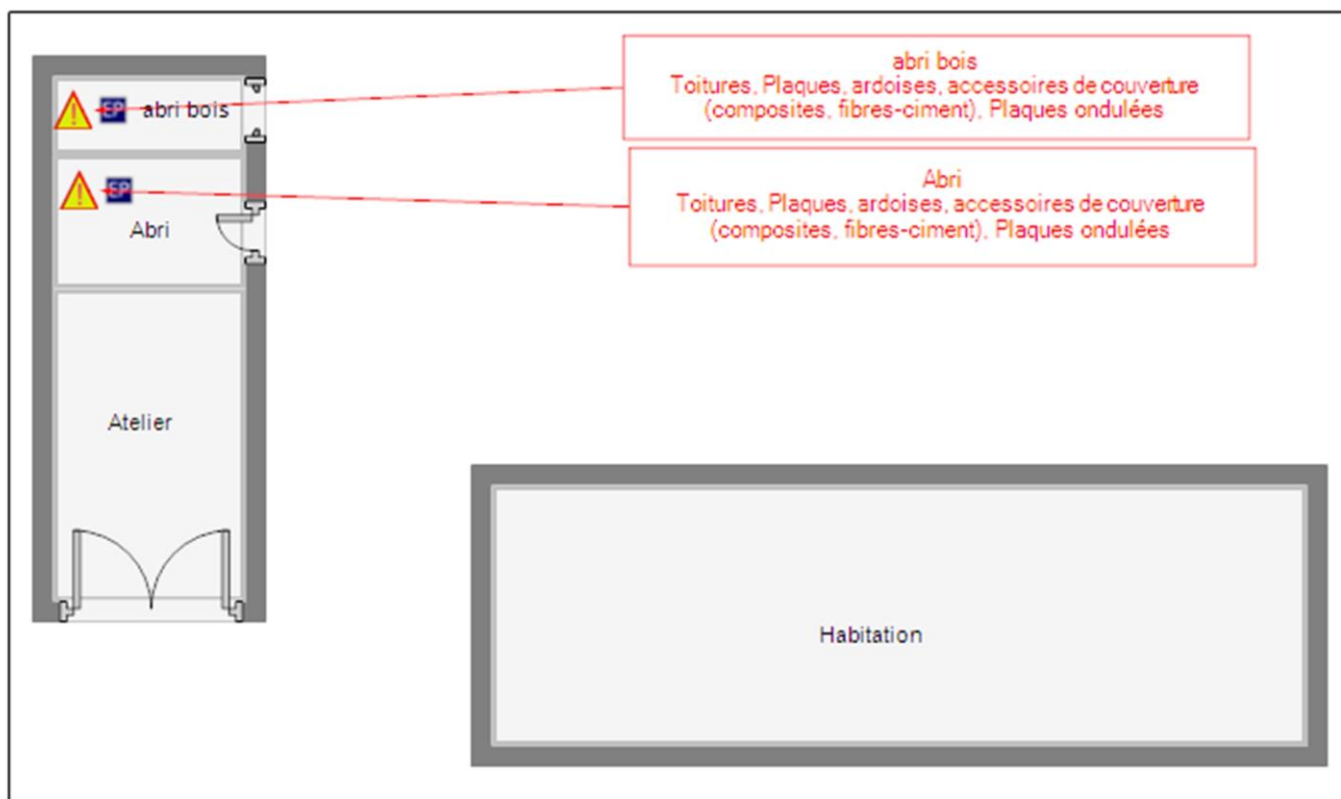 abri bois
Toitures, Plaques, ardoises, accessoires de couverture
(composites, fibres-ciment), Plaques ondulées
EP abri bois
Abri
Toitures, Plaques, ardoises, accessoires de couverture
(composites, fibres-ciment), Plaques ondulées
EP
Abri
Atelier
Habitation